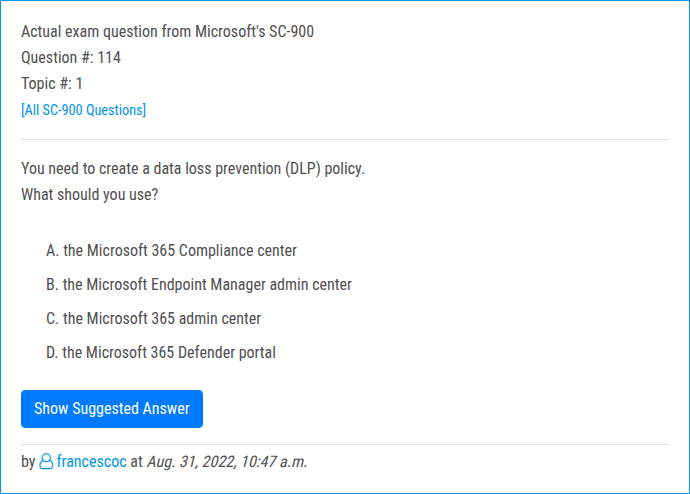 Actual exam question from Microsoft's SC-900
Question #: 114
Topic #: 1
[All SC-900 Questions]
You need to create a data loss prevention (DLP) policy.
What should you use?
A. the Microsoft 365 Compliance center
B. the Microsoft Endpoint Manager admin center
C. the Microsoft 365 admin center
D. the Microsoft 365 Defender portal
Show Suggested Answer
by francescoc at Aug. 31, 2022, 10:47 a.m.